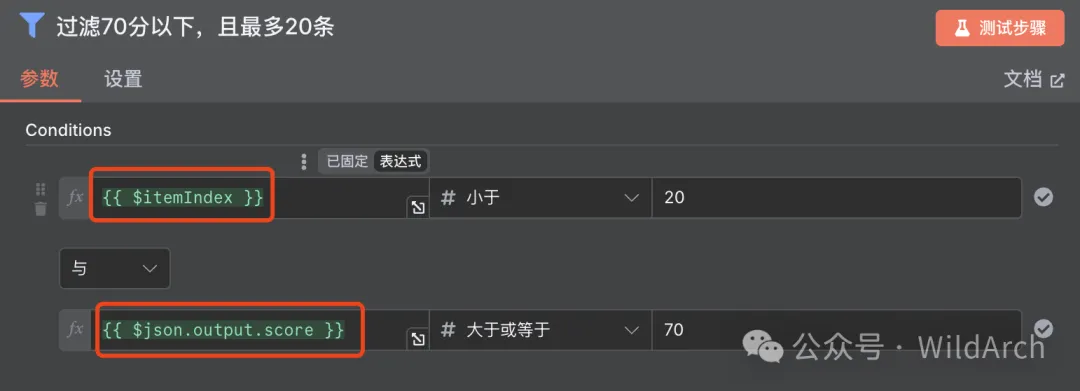 过滤70分以下，且最多20条
测试步骤
参数 设置 文档
Conditions
已固定 表达式
fx {{ $itemIndex }} # 小于 20
与
fx {{ $json.output.score }} # 大于或等于 70
公众号 · WildArch